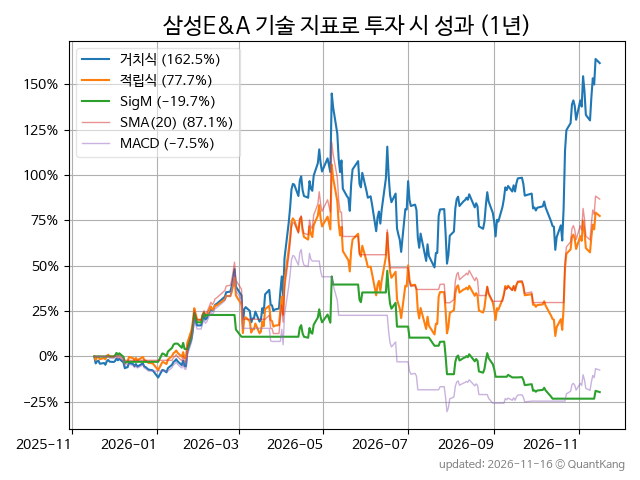 삼성E&A 기술 지표로 투자 시 성과 (1년)
거치식 (162.5%)
적립식 (77.7%)
SigM (−19.7%)
SMA(20) (87.1%)
MACD (−7.5%)
150%
125%
100%
75%
50%
25%
0%
−25%
2025-11 2026-01 2026-03 2026-05 2026-07 2026-09 2026-11
updated: 2026-11-16 © QuantKang